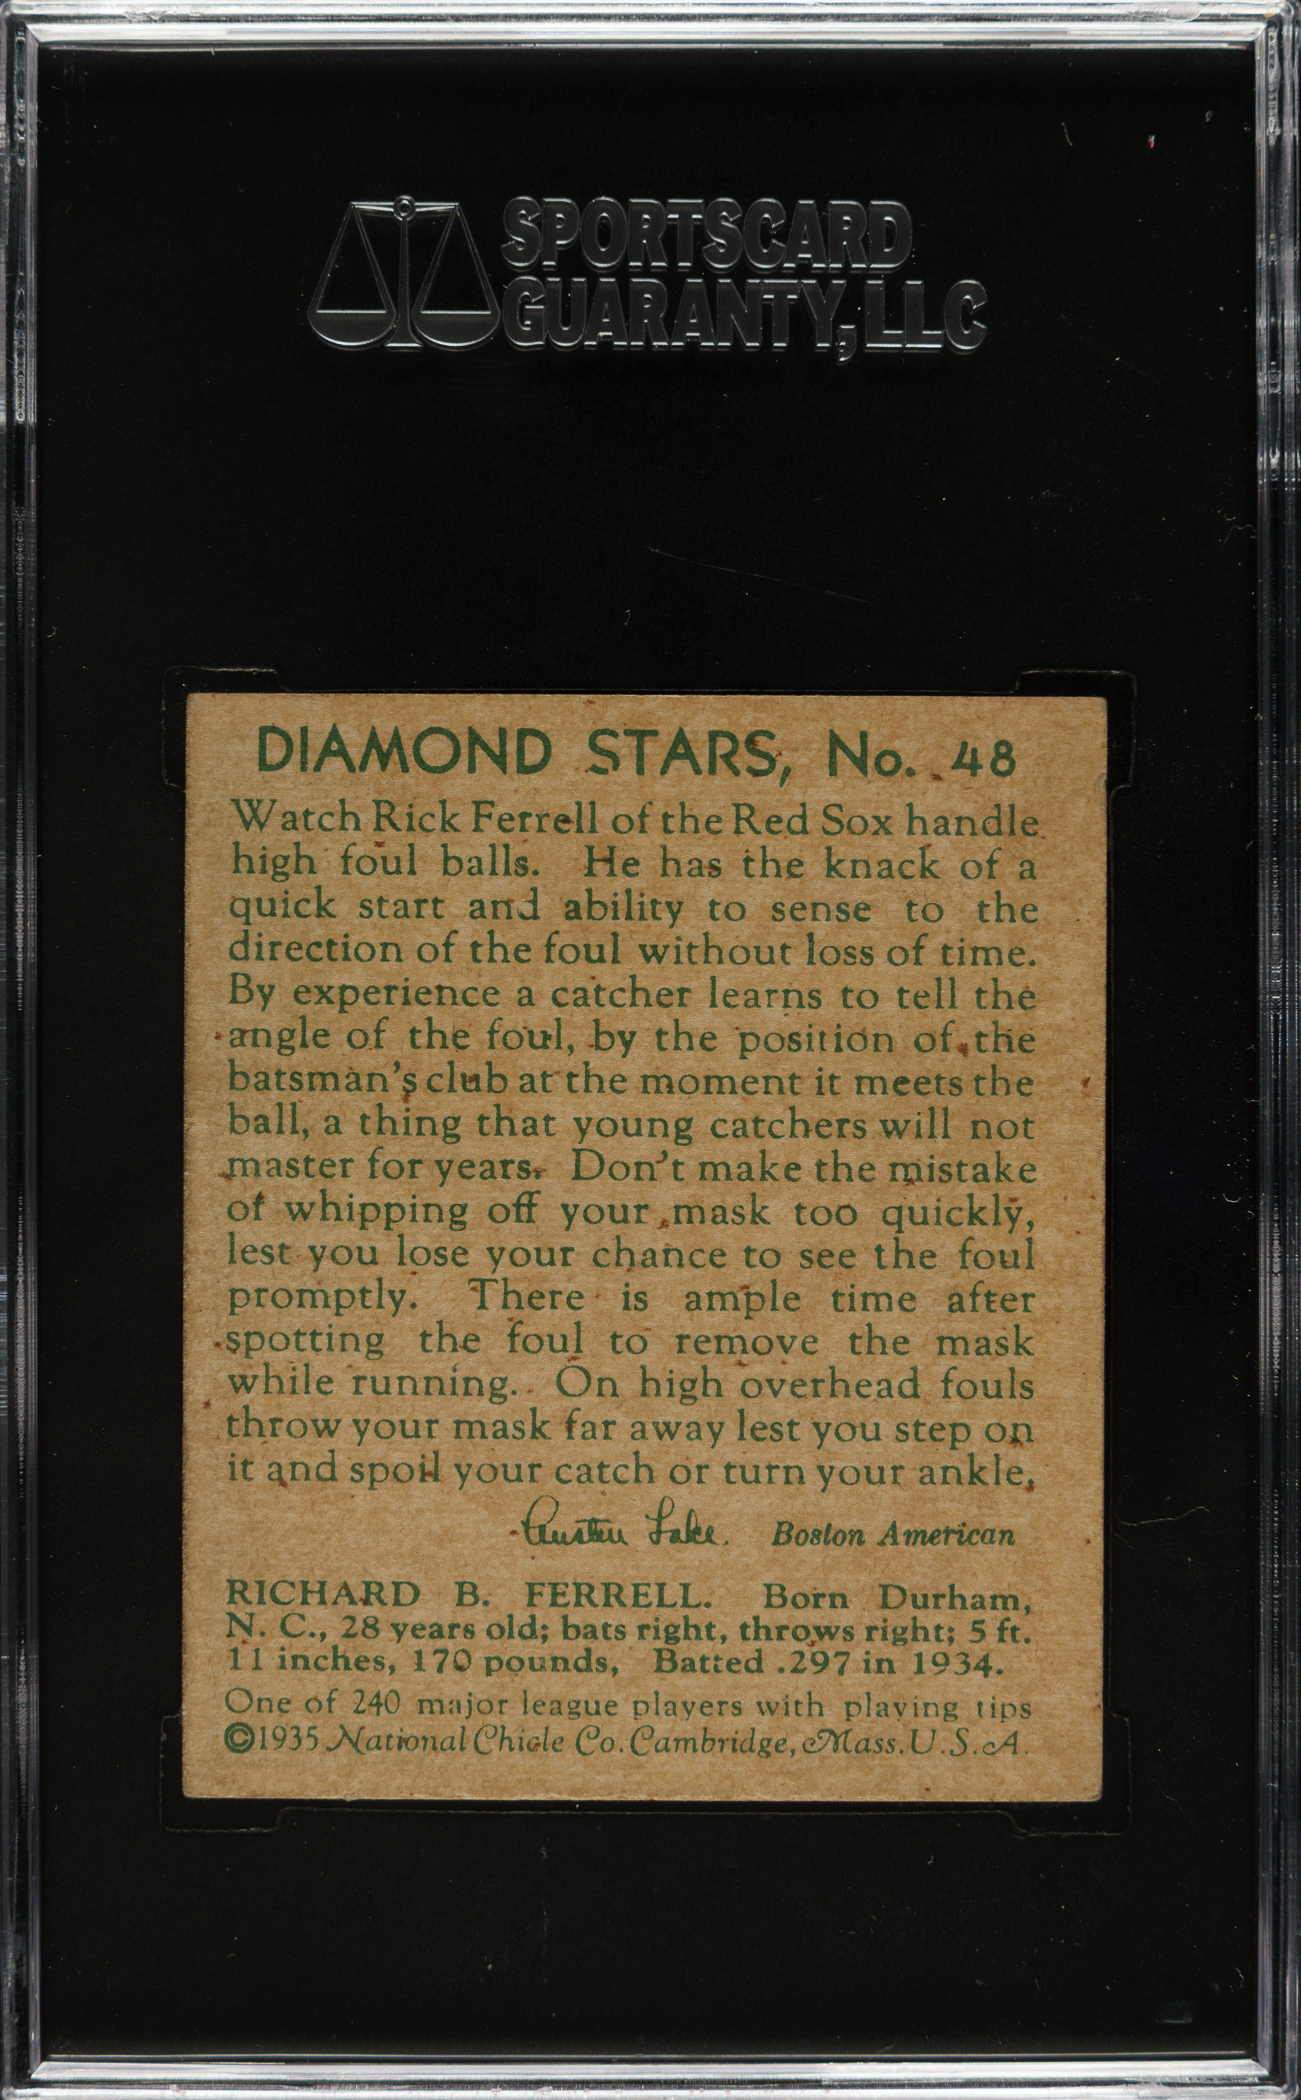 SPORTSCARD
GUARANTY, LLC
DIAMOND STARS, No. 48
Watch Rick Ferrell of the Red Sox handle
high foul balls. He has the knack of a
quick start and ability to sense to the
direction of the foul without loss of time.
By experience a catcher learns to tell the
angle of the foul, by the position of the
batsman's club at the moment it meets the
ball, a thing that young catchers will not
master for years. Don't make the mistake
of whipping off your mask too quickly,
lest you lose your chance to see the foul
promptly. There is ample time after
spotting the foul to remove the mask
while running. On high overhead fouls
throw your mask far away lest you step on
it and spoil your catch or turn your ankle.
Austen Lake. Boston American
RICHARD B. FERRELL. Born Durham,
N. C., 28 years old; bats right, throws right; 5 ft.
11 inches, 170 pounds, Batted .297 in 1934.
One of 240 major league players with playing tips
©1935 National Chicle Co. Cambridge, Mass. U.S.A.